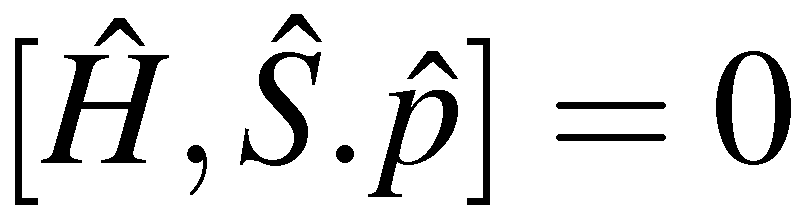 [Ĥ, Ŝ.p̂] = 0